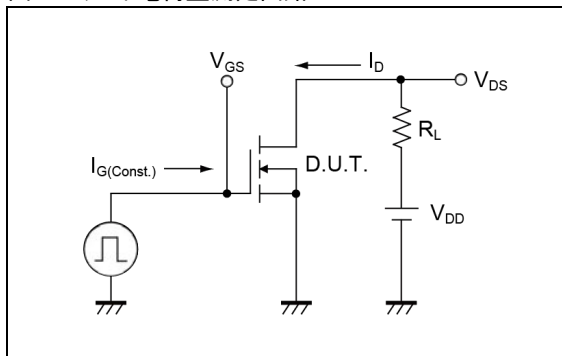 V_GS
I_D
V_DS
R_L
I_G(Const.)
D.U.T.
V_DD